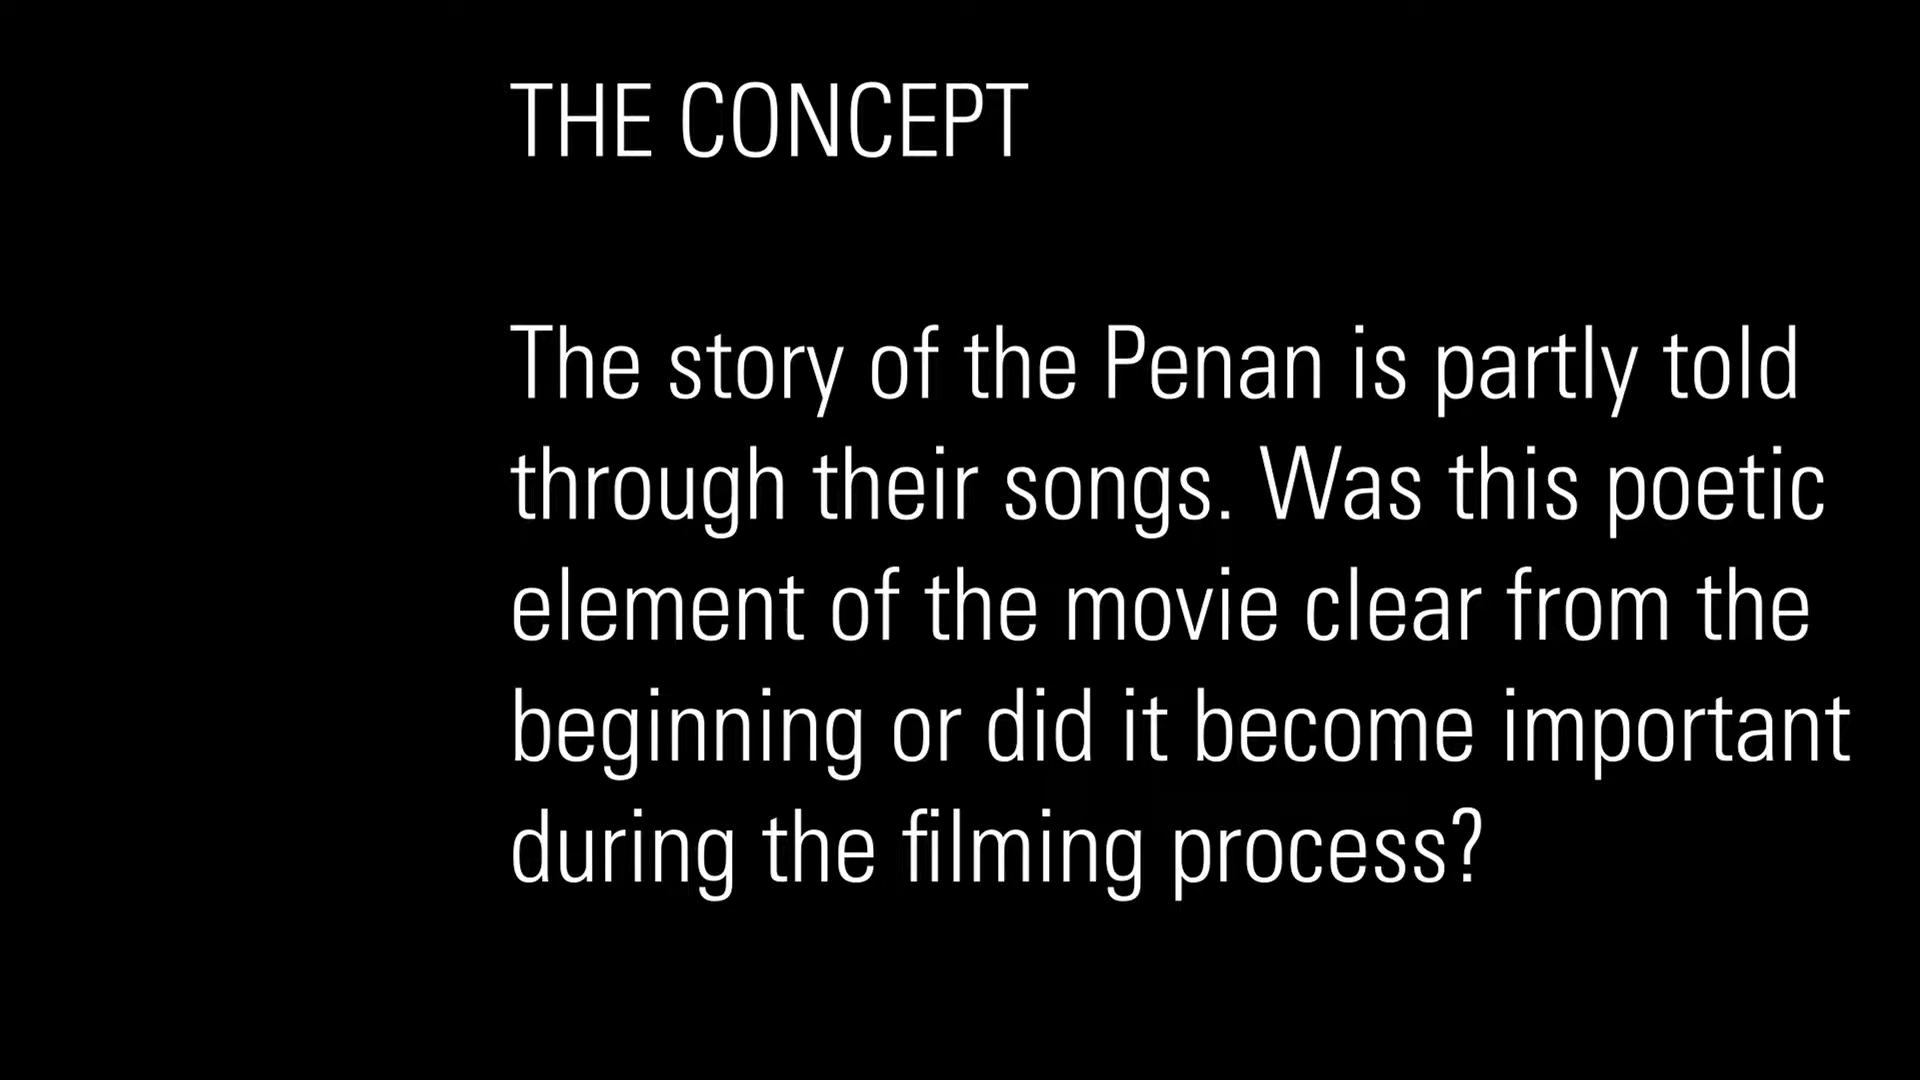 THE CONCEPT
The story of the Penan is partly told
through their songs. Was this poetic
element of the movie clear from the
beginning or did it become important
during the filming process?